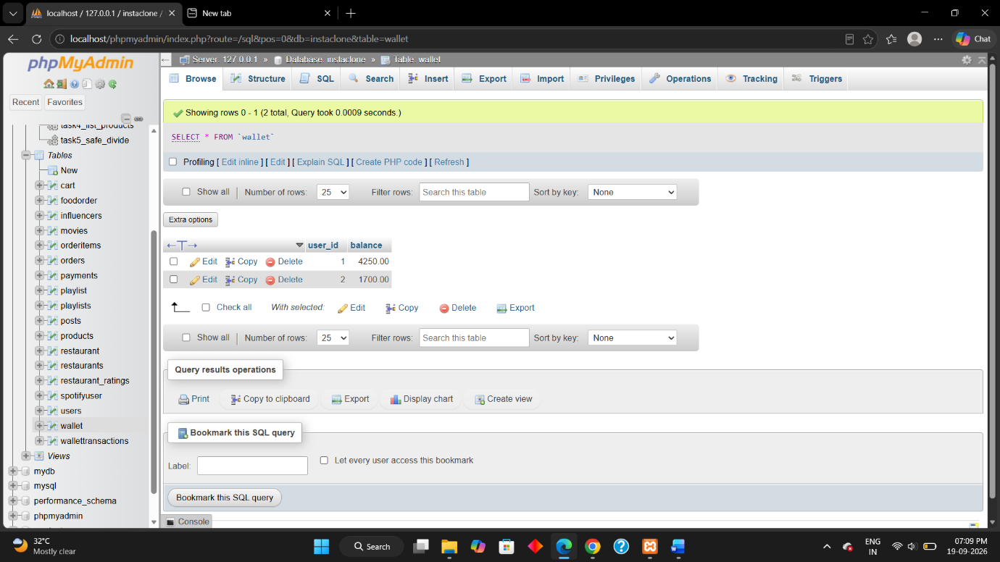 localhost / 127.0.0.1 / instaclone /
New tab
localhost/phpmyadmin/index.php?route=/sql&pos=0&db=instaclone&table=wallet
Chat
phpMyAdmin
Recent
Favorites
task4_list_products
task5_safe_divide
Tables
New
cart
foodorder
influencers
movies
orderitems
orders
payments
playlist
playlists
posts
products
restaurant
restaurants
restaurant_ratings
spotifyuser
users
wallet
wallettransactions
Views
mydb
mysql
performance_schema
phpmyadmin
Server: 127.0.0.1 » Database: instaclone » Table: wallet
Browse Structure SQL Search Insert Export Import Privileges Operations Tracking Triggers
Showing rows 0 - 1 (2 total, Query took 0.0009 seconds.)
SELECT * FROM `wallet`
Profiling [ Edit inline ] [ Edit ] [ Explain SQL ] [ Create PHP code ] [ Refresh ]
Show all Number of rows: 25 Filter rows: Search this table Sort by key: None
Extra options
←T→ user_id balance
Edit Copy Delete 1 4250.00
Edit Copy Delete 2 1700.00
Check all With selected: Edit Copy Delete Export
Show all Number of rows: 25 Filter rows: Search this table Sort by key: None
Query results operations
Print Copy to clipboard Export Display chart Create view
Bookmark this SQL query
Label: Let every user access this bookmark
Bookmark this SQL query
Console
32°C
Mostly clear
Search
ENG
IN
07:09 PM
19-09-2026